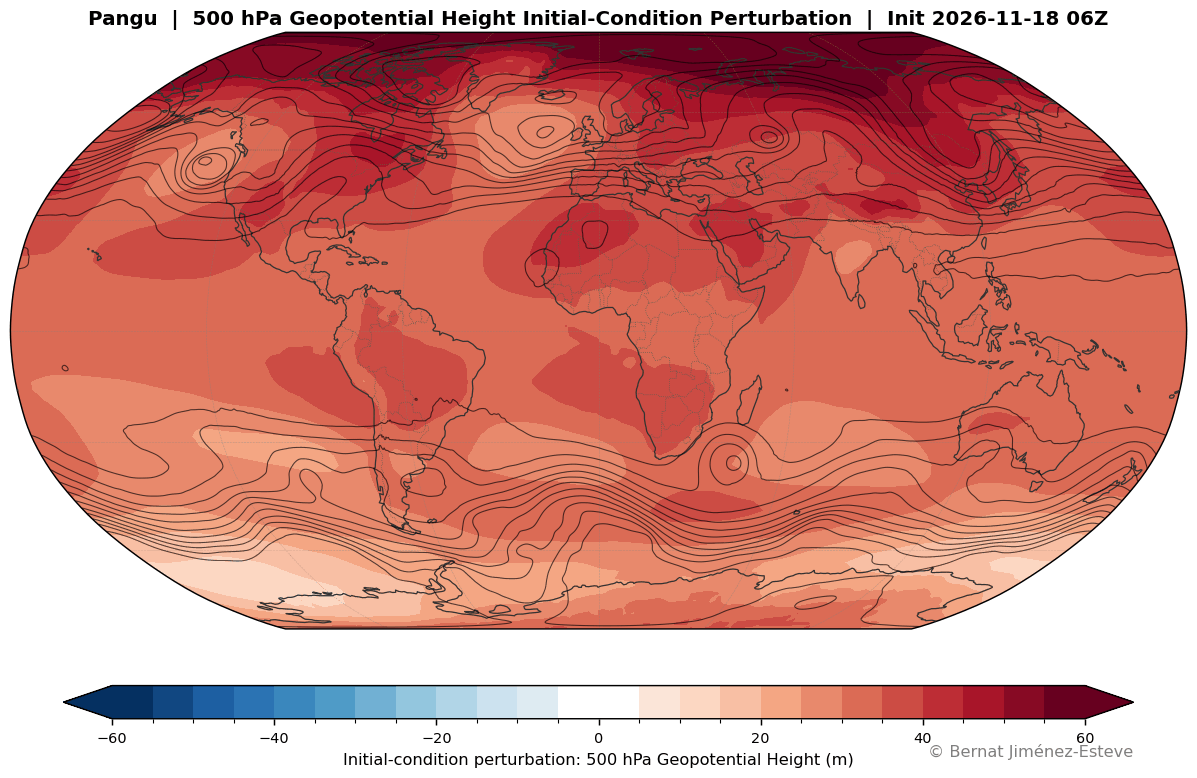 Pangu | 500 hPa Geopotential Height Initial-Condition Perturbation | Init 2026-11-18 06Z
−60 −40 −20 0 20 40 60
Initial-condition perturbation: 500 hPa Geopotential Height (m)
© Bernat Jiménez-Esteve